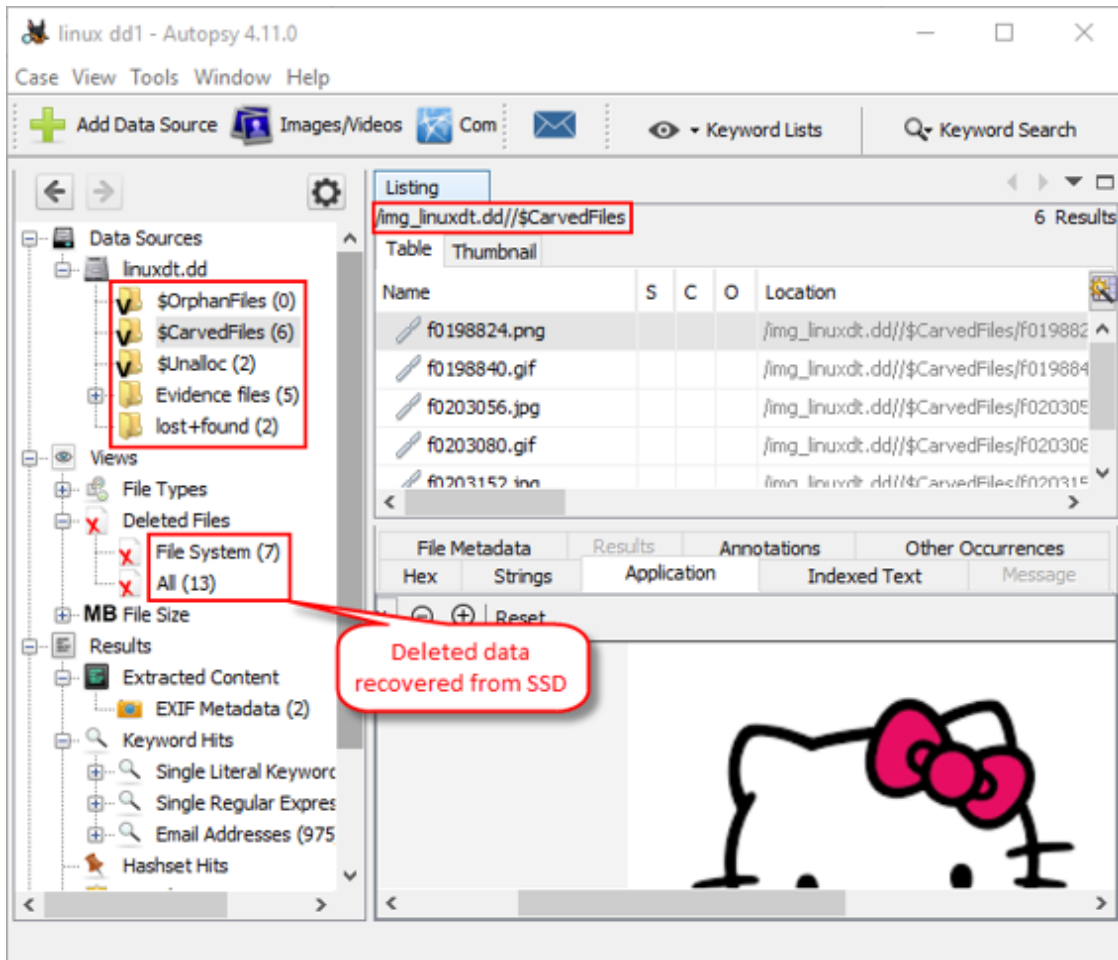 linux dd1 - Autopsy 4.11.0
Case View Tools Window Help
Add Data Source Images/Videos Com Keyword Lists Keyword Search
Listing
/img_linuxdt.dd//$CarvedFiles 6 Results
Table Thumbnail
Name S C O Location
f0198824.png /img_linuxdt.dd//$CarvedFiles/f019882
f0198840.gif /img_linuxdt.dd//$CarvedFiles/f019884
f0203056.jpg /img_linuxdt.dd//$CarvedFiles/f020305
f0203080.gif /img_linuxdt.dd//$CarvedFiles/f020308
f0203152.jpg /img_linuxdt.dd//$CarvedFiles/f020315
Data Sources
linuxdt.dd
$OrphanFiles (0)
$CarvedFiles (6)
$Unalloc (2)
Evidence files (5)
lost+found (2)
Views
File Types
Deleted Files
File System (7)
All (13)
MB File Size
Results
Extracted Content
EXIF Metadata (2)
Keyword Hits
Single Literal Keyword
Single Regular Expres
Email Addresses (975
Hashset Hits
File Metadata Results Annotations Other Occurrences
Hex Strings Application Indexed Text Message
Reset
Deleted data
recovered from SSD